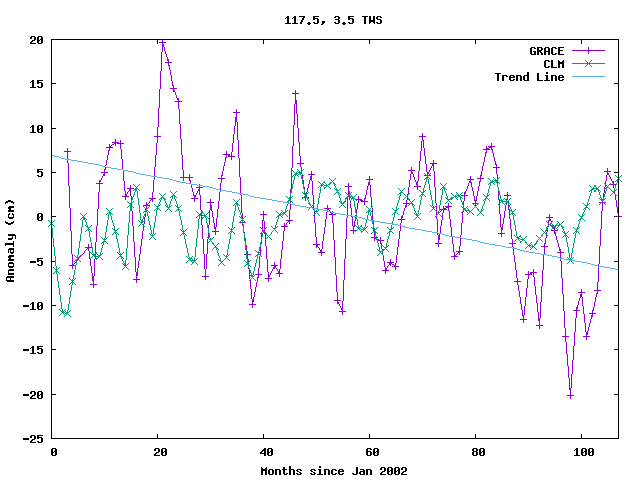 117.5, 3.5 TWS
GRACE
CLM
Trend Line
20
15
10
5
0
-5
-10
-15
-20
-25
Anomaly (cm)
0 20 40 60 80 100
Months since Jan 2002